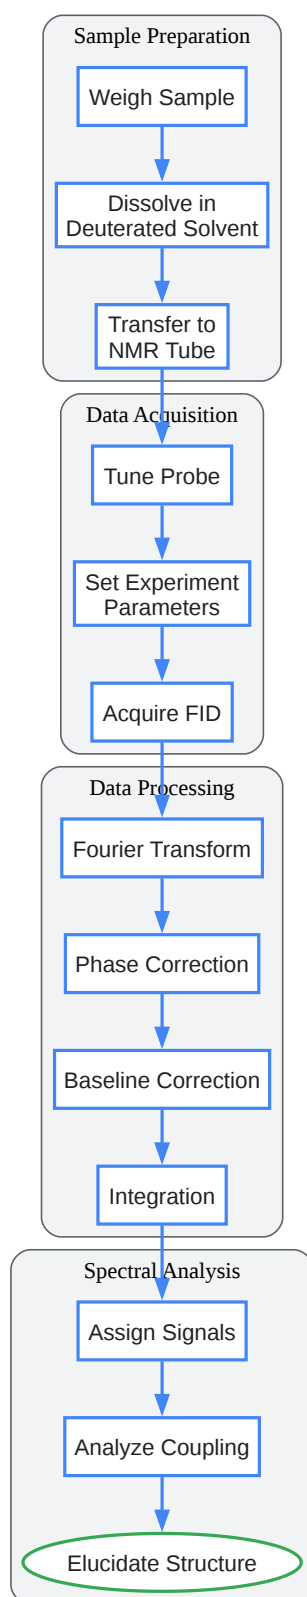 Sample Preparation
Weigh Sample
Dissolve in
Deuterated Solvent
Transfer to
NMR Tube
Data Acquisition
Tune Probe
Set Experiment
Parameters
Acquire FID
Data Processing
Fourier Transform
Phase Correction
Baseline Correction
Integration
Spectral Analysis
Assign Signals
Analyze Coupling
Elucidate Structure